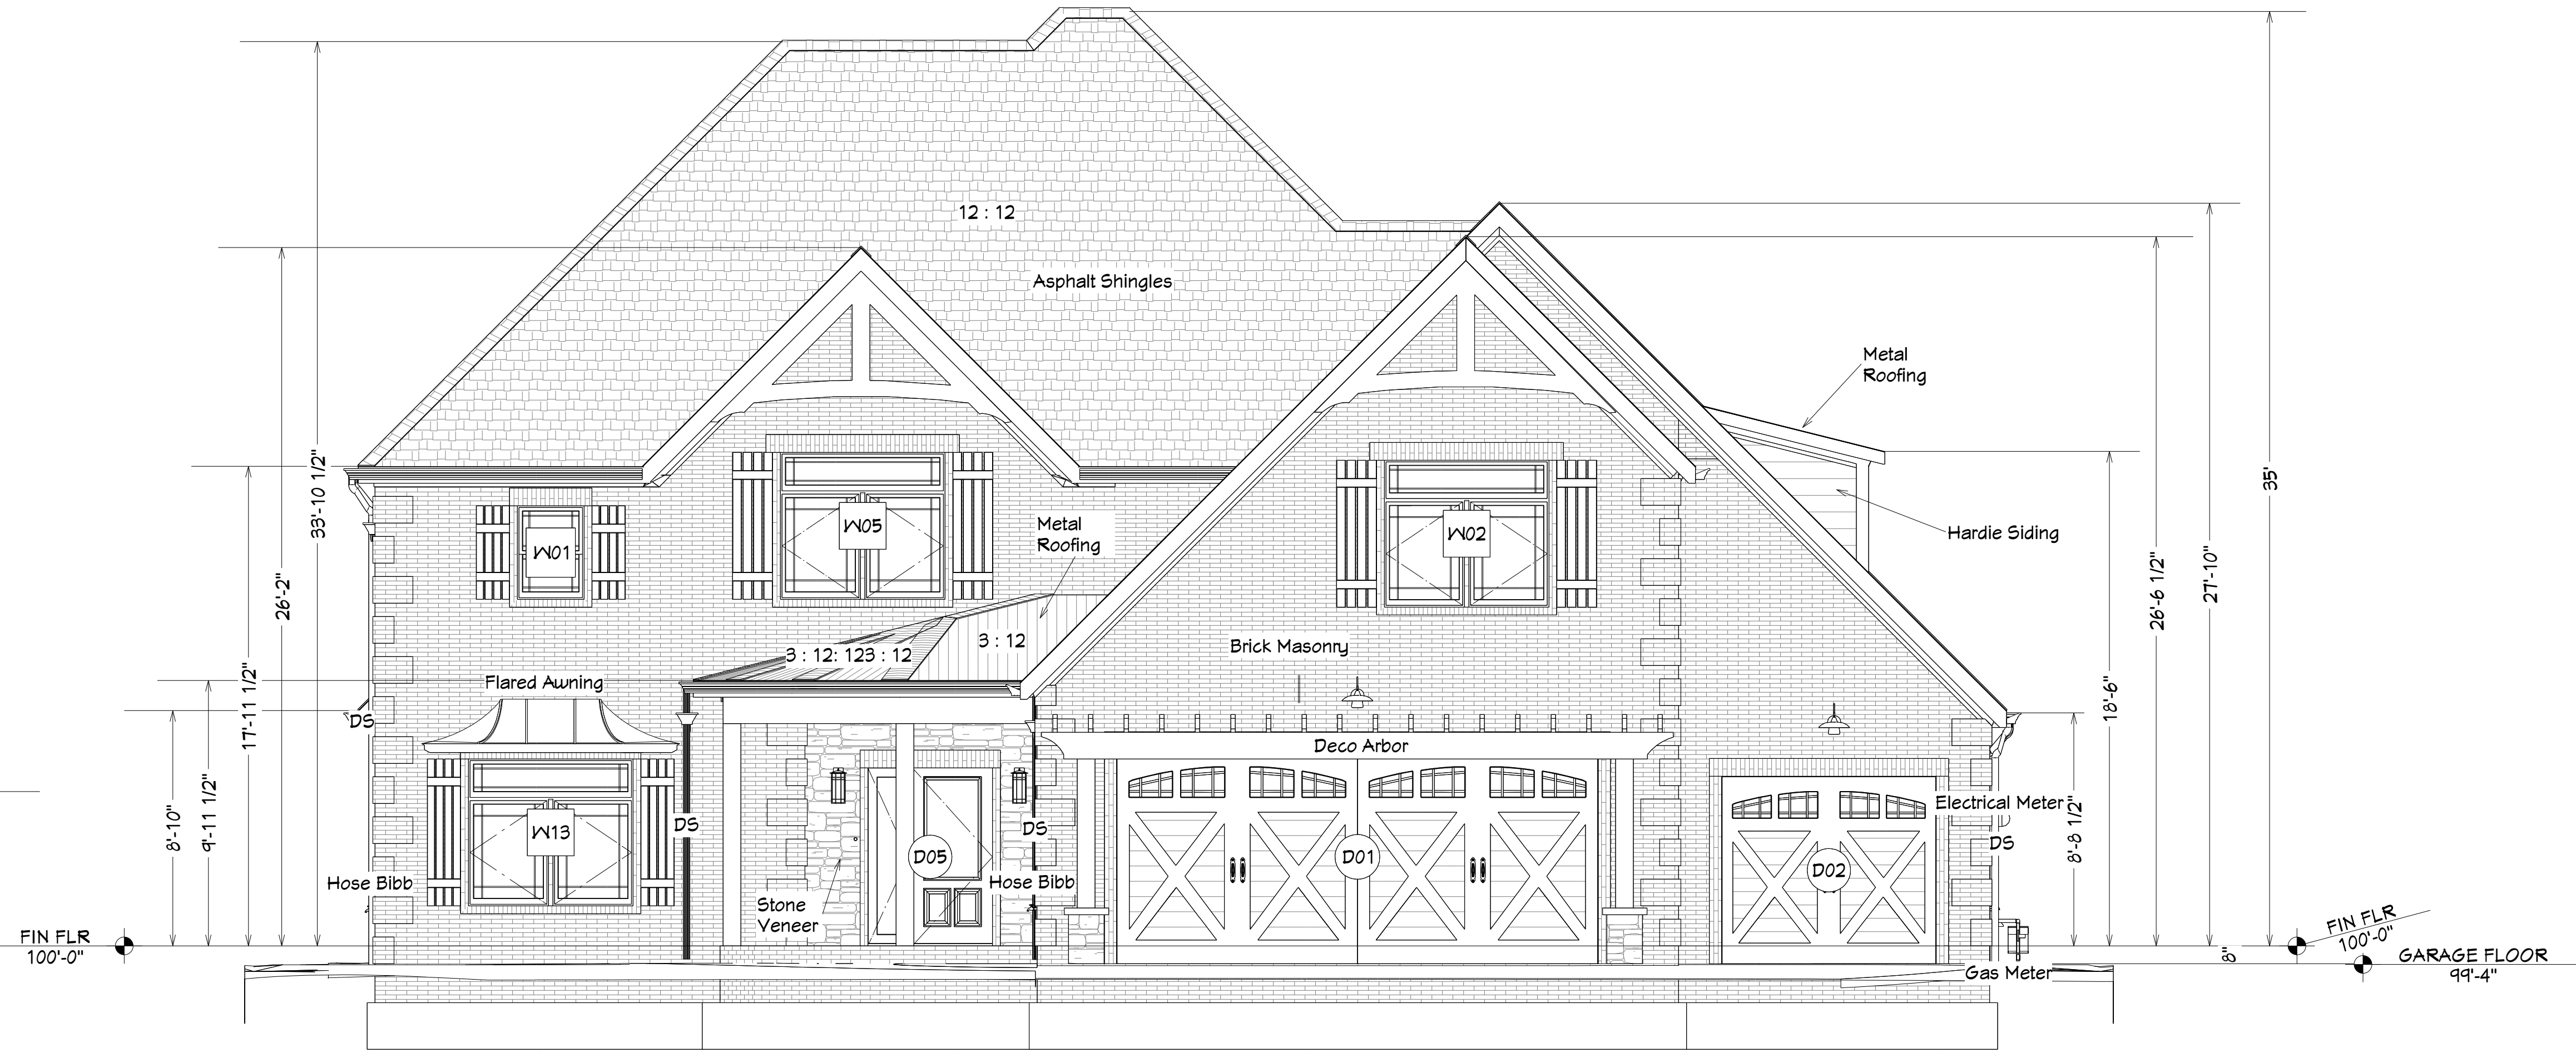 12 : 12
Asphalt Shingles
Metal
Roofing
33'-10 1/2"
35'
W05
W02
W01
Metal
Roofing
Hardie Siding
26'-2"
26'-6 1/2"
27'-10"
3 : 12
3 : 12: 123 : 12
Brick Masonry
17'-11 1/2"
18'-6"
Flared Awning
DS
Deco Arbor
8'-10"
9'-11 1/2"
W13
DS
DS
D05
D01
D02
Electrical Meter
DS
8'-8 1/2"
Hose Bibb
Hose Bibb
Stone
Veneer
FIN FLR
100'-0"
FIN FLR
100'-0"
8"
GARAGE FLOOR
99'-4"
Gas Meter